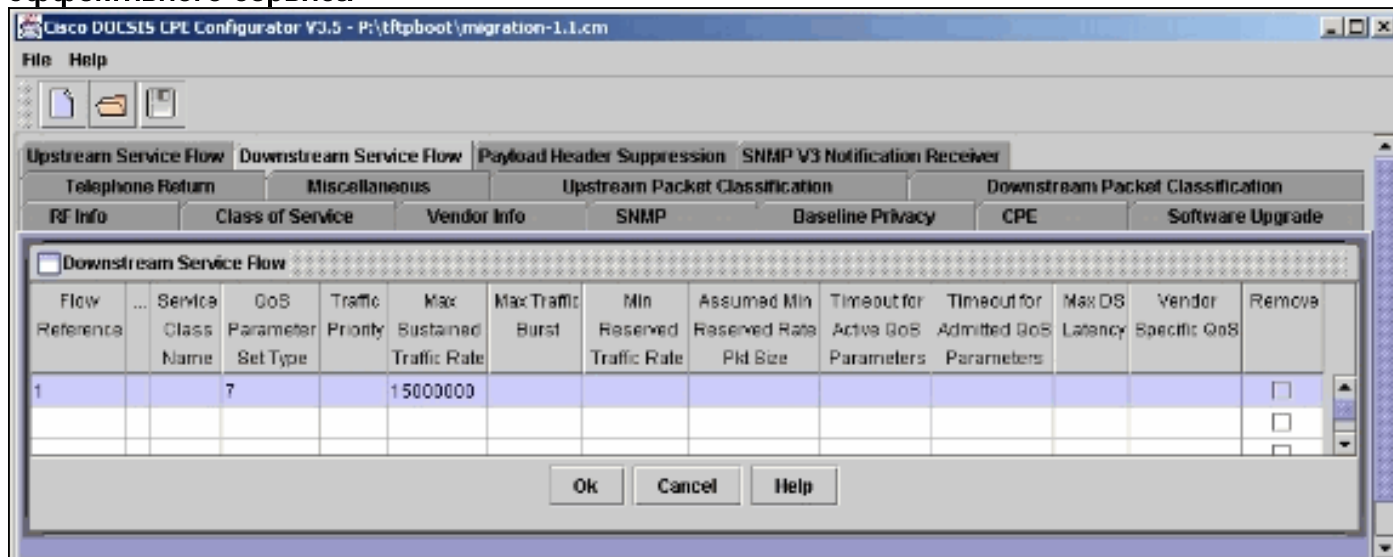 эффективного сервиса
Cisco DOCSIS CPE Configurator V3.5 - P:\tftpboot\migration-1.1.cm
File Help
Upstream Service Flow Downstream Service Flow Payload Header Suppression SNMP V3 Notification Receiver
Telephone Return Miscellaneous Upstream Packet Classification Downstream Packet Classification
RF Info Class of Service Vendor Info SNMP Baseline Privacy CPE Software Upgrade
Downstream Service Flow
Flow ... Service QoS Traffic Max Max Traffic Min Assumed Min Timeout for Timeout for Max DS Vendor Remove
Reference Class Parameter Priority Sustained Burst Reserved Reserved Rate Active QoS Admitted QoS Latency Specific QoS
Name Set Type Traffic Rate Traffic Rate Pkt Size Parameters Parameters
1 7 15000000
Ok Cancel Help